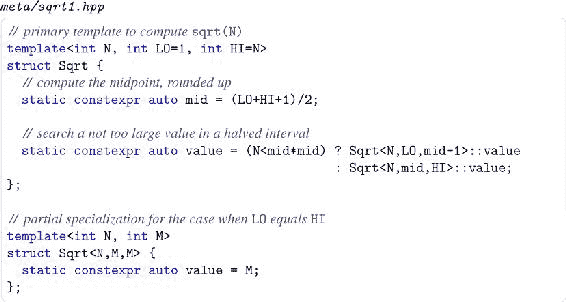 meta/sqrt1.hpp
// primary template to compute sqrt(N)
template<int N, int LO=1, int HI=N>
struct Sqrt {
// compute the midpoint, rounded up
static constexpr auto mid = (LO+HI+1)/2;
// search a not too large value in a halved interval
static constexpr auto value = (N<mid*mid) ? Sqrt<N,LO,mid-1>::value
: Sqrt<N,mid,HI>::value;
};
// partial specialization for the case when LO equals HI
template<int N, int M>
struct Sqrt<N,M,M> {
static constexpr auto value = M;
};